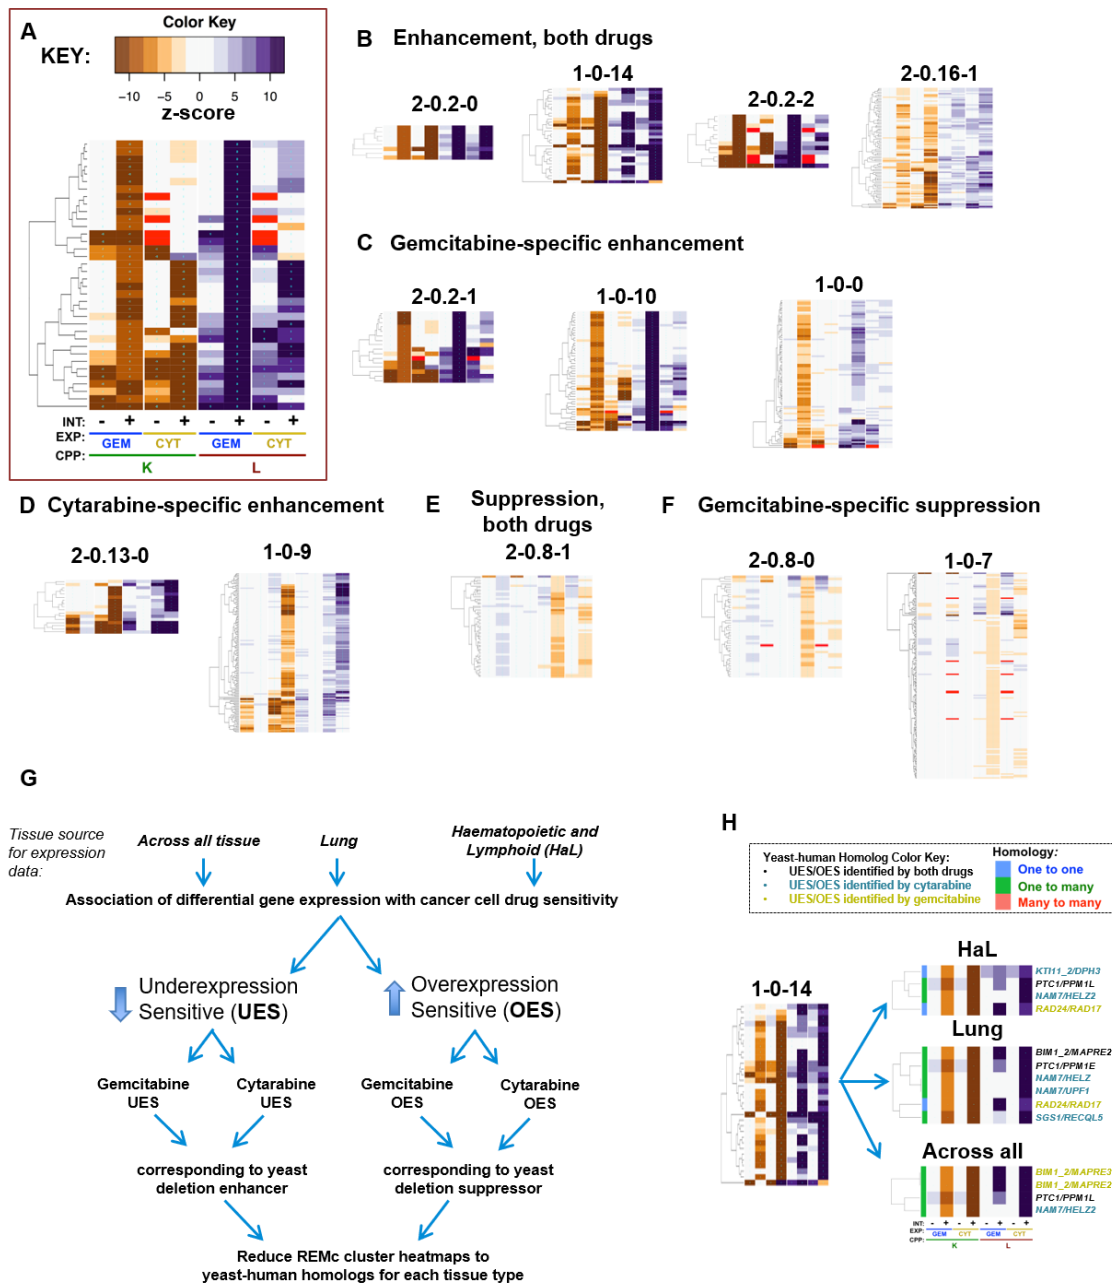 A
Color Key
KEY:
−10 −5 0 5 10
z-score
INT: - + - + - + - +
EXP: GEM CYT GEM CYT
CPP: K L
B Enhancement, both drugs
2-0.2-0
1-0-14
2-0.2-2
2-0.16-1
C Gemcitabine-specific enhancement
2-0.2-1
1-0-10
1-0-0
D Cytarabine-specific enhancement
2-0.13-0
1-0-9
E Suppression,
both drugs
2-0.8-1
F Gemcitabine-specific suppression
2-0.8-0
1-0-7
G
Tissue source
for expression
data:
Across all tissue
Lung
Haematopoietic and
Lymphoid (HaL)
Association of differential gene expression with cancer cell drug sensitivity
Underexpression
Sensitive (UES)
Overexpression
Sensitive (OES)
Gemcitabine
UES
Cytarabine
UES
Gemcitabine
OES
Cytarabine
OES
corresponding to yeast
deletion enhancer
corresponding to yeast
deletion suppressor
Reduce REMc cluster heatmaps to
yeast-human homologs for each tissue type
H
Yeast-human Homolog Color Key:
UES/OES identified by both drugs
UES/OES identified by cytarabine
UES/OES identified by gemcitabine
Homology:
One to one
One to many
Many to many
1-0-14
HaL
KTI11_2/DPH3
PTC1/PPM1L
NAM7/HELZ2
RAD24/RAD17
Lung
BIM1_2/MAPRE2
PTC1/PPM1E
NAM7/HELZ
NAM7/UPF1
RAD24/RAD17
SGS1/RECQL5
Across all
BIM1_2/MAPRE3
BIM1_2/MAPRE2
PTC1/PPM1L
NAM7/HELZ2
INT: - + - + - + - +
EXP: GEM CYT GEM CYT
CPP: K L